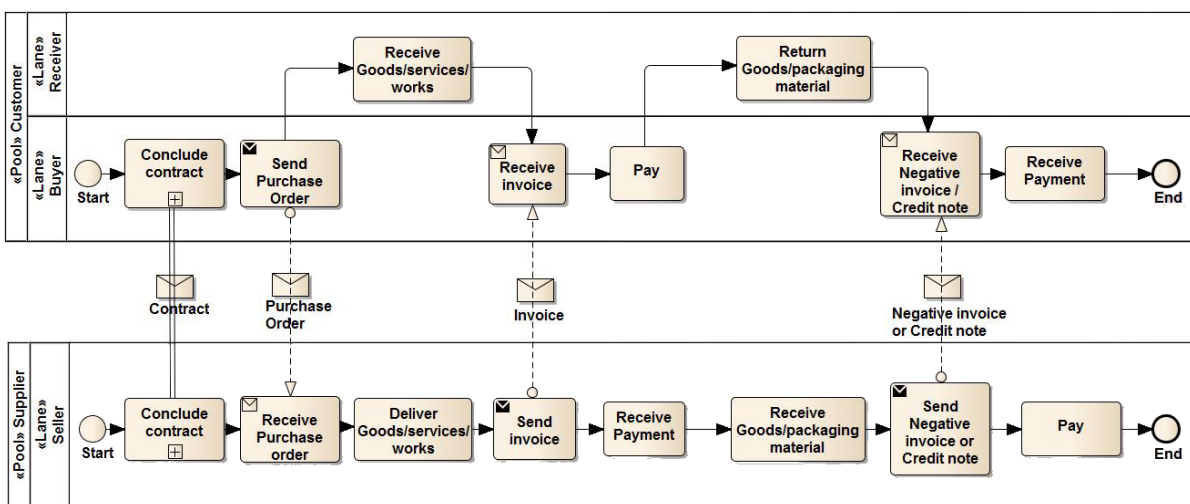 «Pool» Customer
«Lane»
Receiver
Receive
Goods/services/
works
Return
Goods/packaging
material
«Lane»
Buyer
Start
Conclude
contract
Send
Purchase
Order
Receive
invoice
Pay
Receive
Negative
invoice /
Credit note
Receive
Payment
End
Contract
Purchase
Order
Invoice
Negative invoice
or Credit note
«Pool» Supplier
«Lane»
Seller
Start
Conclude
contract
Receive
Purchase
order
Deliver
Goods/services/
works
Send
invoice
Receive
Payment
Receive
Goods/packaging
material
Send
Negative
invoice or
Credit note
Pay
End